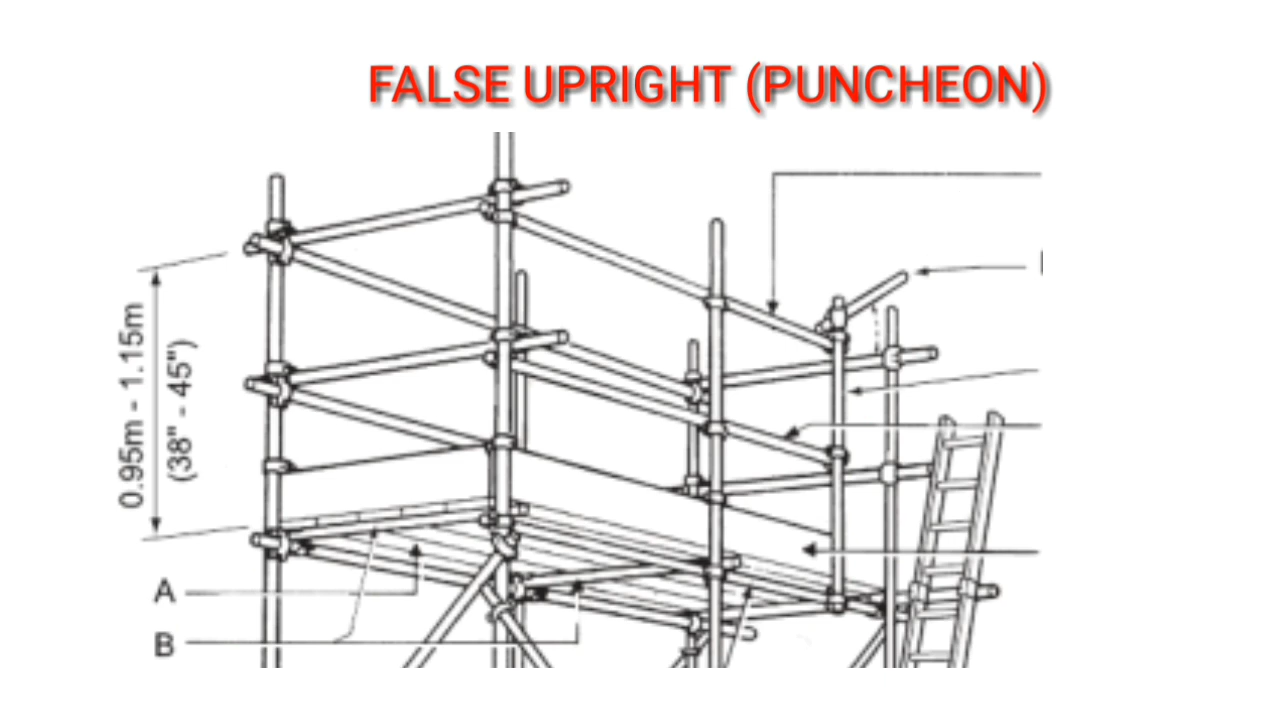 FALSE UPRIGHT (PUNCHEON)
0.95m - 1.15m
(38" - 45")
A
B